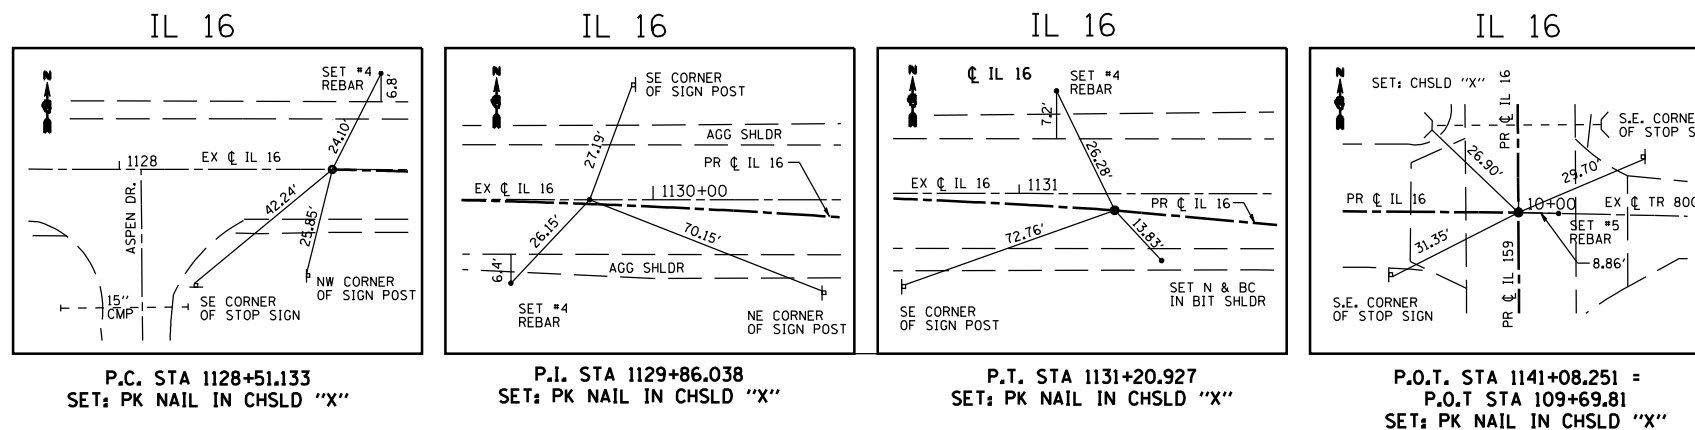 IL 16
N
SET #4
REBAR
6.8'
24.10'
1128
EX ℄ IL 16
ASPEN DR.
42.24'
25.85'
NW CORNER
OF SIGN POST
15"
CMP
SE CORNER
OF STOP SIGN
P.C. STA 1128+51.133
SET: PK NAIL IN CHSLD "X"
IL 16
N
SE CORNER
OF SIGN POST
AGG SHLDR
27.19'
PR ℄ IL 16
EX ℄ IL 16
1130+00
26.15'
70.15'
6.4'
AGG SHLDR
SET #4
REBAR
NE CORNER
OF SIGN POST
P.I. STA 1129+86.038
SET: PK NAIL IN CHSLD "X"
IL 16
N
℄ IL 16
SET #4
REBAR
7.2'
26.28'
EX ℄ IL 16
1131
PR ℄ IL 16
72.76'
13.83'
SET N & BC
IN BIT SHLDR
SE CORNER
OF SIGN POST
P.T. STA 1131+20.927
SET: PK NAIL IN CHSLD "X"
IL 16
N
SET: CHSLD "X"
PR ℄ IL 16
S.E. CORNE
OF STOP S
26.90'
29.70'
PR ℄ IL 16
10+00
EX ℄ TR 800
SET #5
REBAR
31.35'
8.86'
PR ℄ IL 159
S.E. CORNER
OF STOP SIGN
P.O.T. STA 1141+08.251 =
P.O.T STA 109+69.81
SET: PK NAIL IN CHSLD "X"